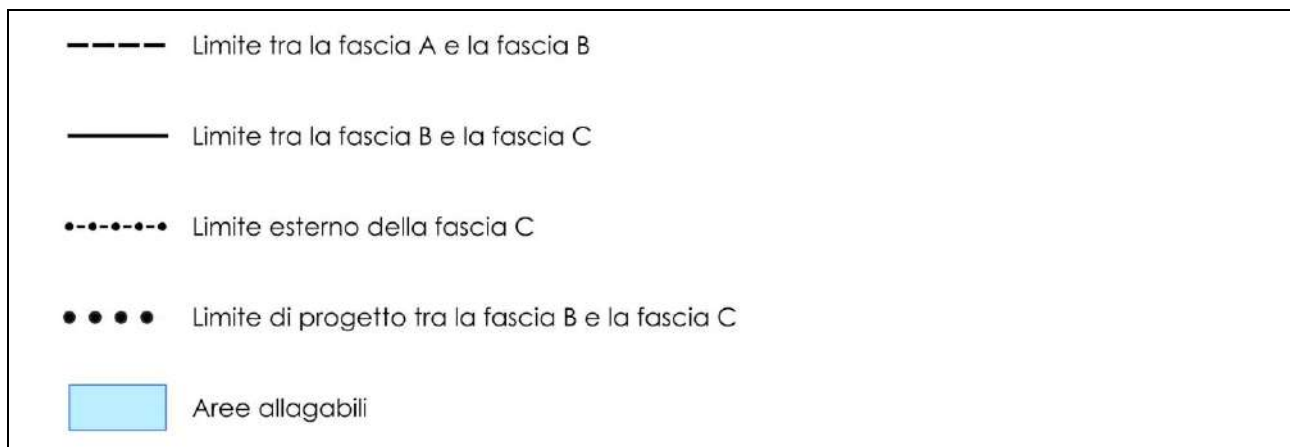 Limite tra la fascia A e la fascia B
Limite tra la fascia B e la fascia C
Limite esterno della fascia C
Limite di progetto tra la fascia B e la fascia C
Aree allagabili